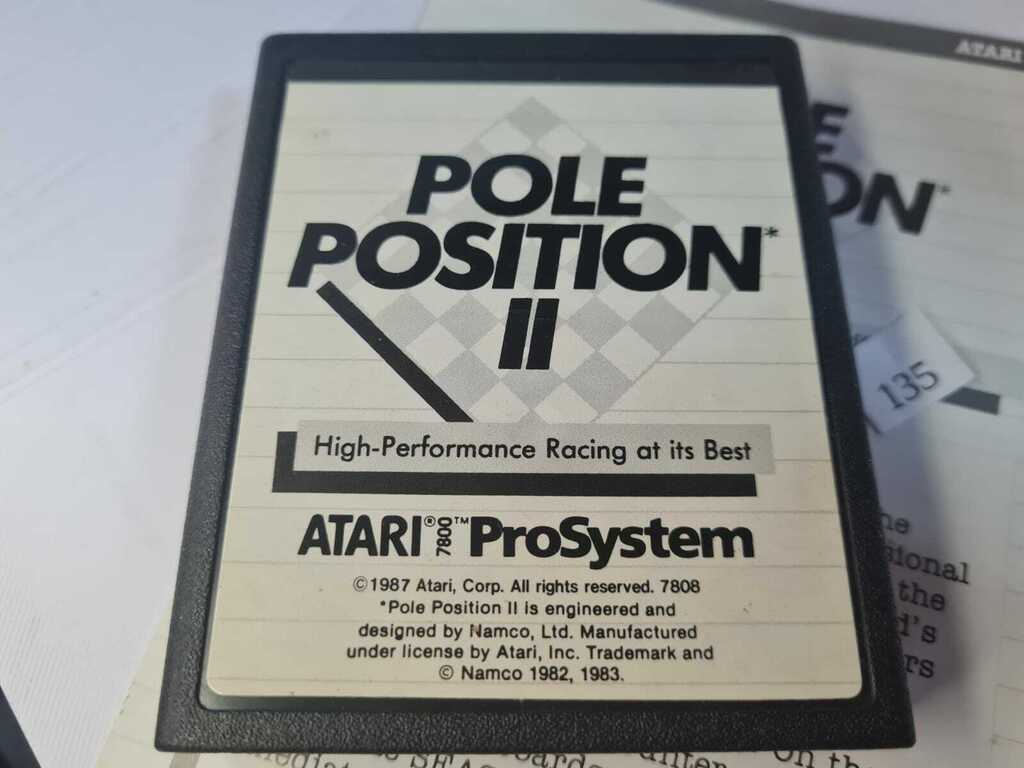 ATARI
POLE
POSITION*
II
High-Performance Racing at its Best
ATARI® 7800™ ProSystem
©1987 Atari, Corp. All rights reserved. 7808
*Pole Position II is engineered and
designed by Namco, Ltd. Manufactured
under license by Atari, Inc. Trademark and
© Namco 1982, 1983.
135
the